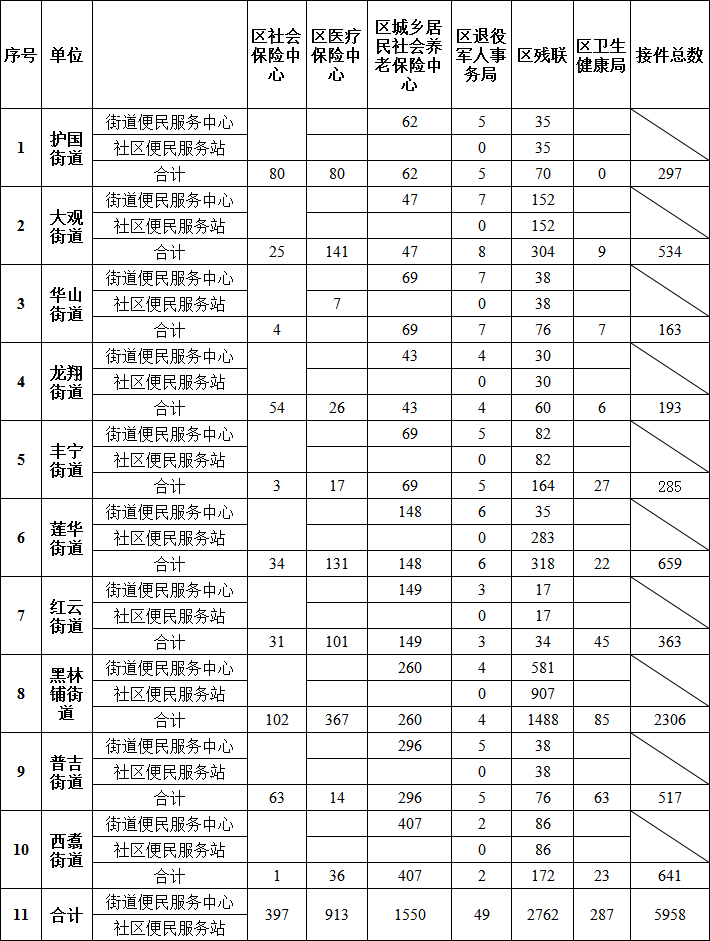 序号 单位 区社会保险中心 区医疗保险中心 区城乡居民社会养老保险中心 区退役军人事务局 区残联 区卫生健康局 接件总数
1 护国街道 街道便民服务中心 62 5 35
社区便民服务站 0 35
合计 80 80 62 5 70 0 297
2 大观街道 街道便民服务中心 47 7 152
社区便民服务站 0 152
合计 25 141 47 8 304 9 534
3 华山街道 街道便民服务中心 69 7 38
社区便民服务站 7 0 38
合计 4 69 7 76 7 163
4 龙翔街道 街道便民服务中心 43 4 30
社区便民服务站 0 30
合计 54 26 43 4 60 6 193
5 丰宁街道 街道便民服务中心 69 5 82
社区便民服务站 0 82
合计 3 17 69 5 164 27 285
6 莲华街道 街道便民服务中心 148 6 35
社区便民服务站 0 283
合计 34 131 148 6 318 22 659
7 红云街道 街道便民服务中心 149 3 17
社区便民服务站 0 17
合计 31 101 149 3 34 45 363
8 黑林铺街道 街道便民服务中心 260 4 581
社区便民服务站 0 907
合计 102 367 260 4 1488 85 2306
9 普吉街道 街道便民服务中心 296 5 38
社区便民服务站 0 38
合计 63 14 296 5 76 63 517
10 西翥街道 街道便民服务中心 407 2 86
社区便民服务站 0 86
合计 1 36 407 2 172 23 641
11 合计 街道便民服务中心 397 913 1550 49 2762 287 5958
社区便民服务站